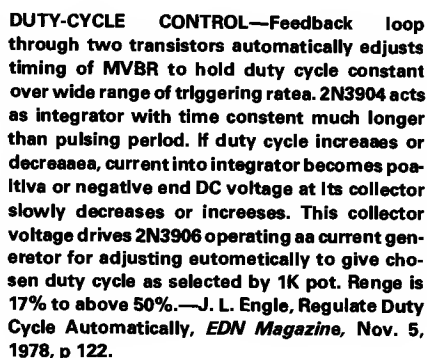 DUTY-CYCLE CONTROL—Feedback loop
through two transistors automatically edjusts
timing of MVBR to hold duty cycle constant
over wide range of triggering ratea. 2N3904 acts
as integrator with time constent much longer
than pulsing period. If duty cycle increaaes or
decreaaea, current into integrator becomes poa-
itiva or negative end DC voltage at its collector
slowly decreases or increeses. This collector
voltage drives 2N3906 operating aa current gen-
eretor for adjusting eutometically to give cho-
sen duty cycle as selected by 1K pot. Renge is
17% to above 50%.—J. L. Engle, Regulate Duty
Cycle Automatically, EDN Magazine, Nov. 5,
1978, p 122.